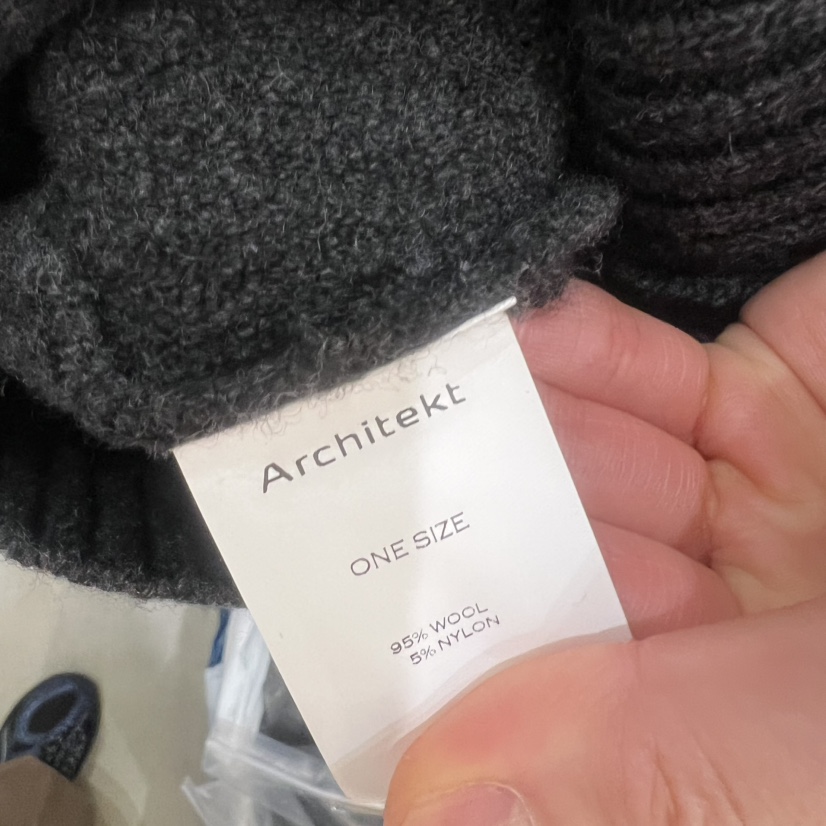 Architekt
ONE SIZE
95% WOOL
5% NYLON